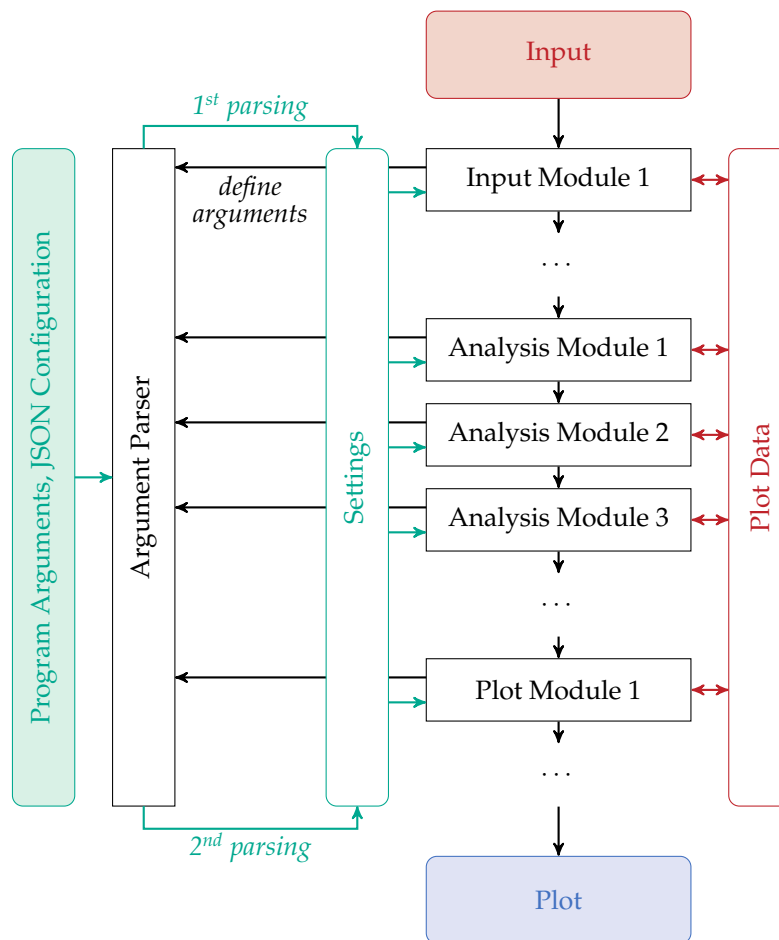 Input
1st parsing
Program Arguments, JSON Configuration
Argument Parser
define
arguments
Settings
Input Module 1
. . .
Analysis Module 1
Analysis Module 2
Analysis Module 3
. . .
Plot Module 1
. . .
Plot Data
2nd parsing
Plot